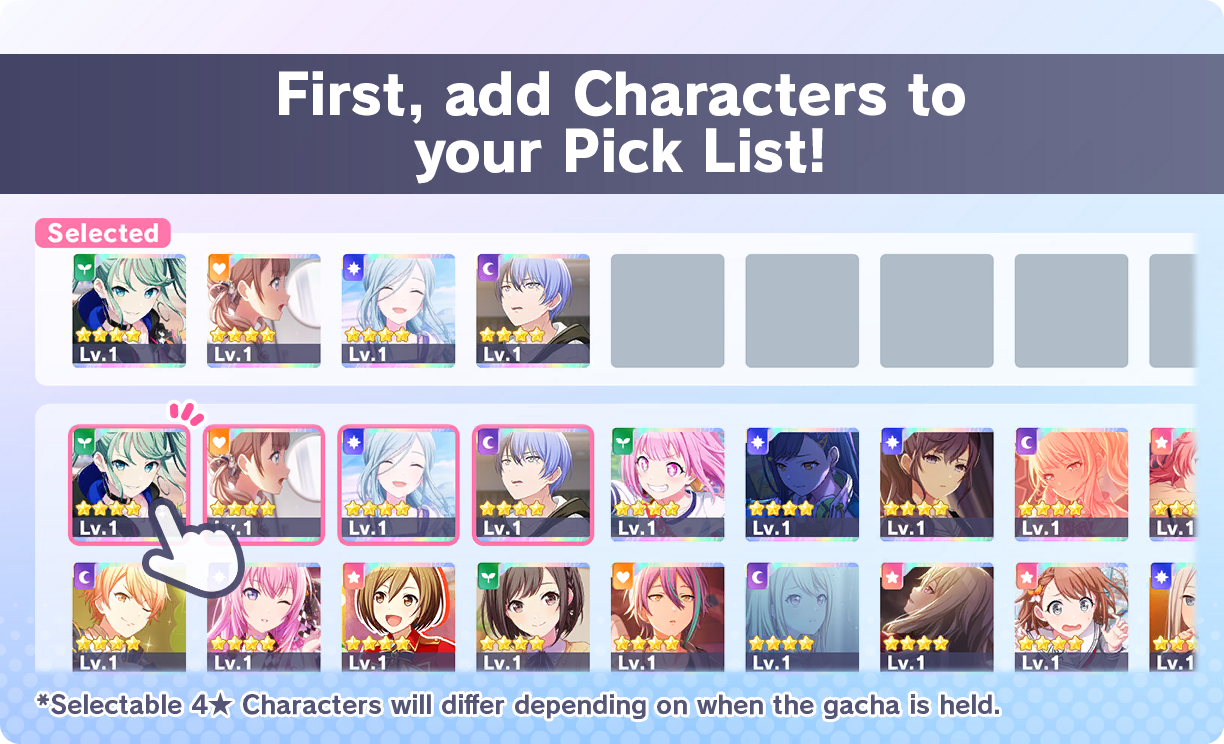 First, add Characters to
your Pick List!
Selected
Lv.1 Lv.1 Lv.1 Lv.1
Lv.1 Lv.1 Lv.1 Lv.1 Lv.1 Lv.1 Lv.1 Lv.1 Lv.1
Lv.1 Lv.1 Lv.1 Lv.1 Lv.1 Lv.1 Lv.1 Lv.1 Lv.1
*Selectable 4★ Characters will differ depending on when the gacha is held.